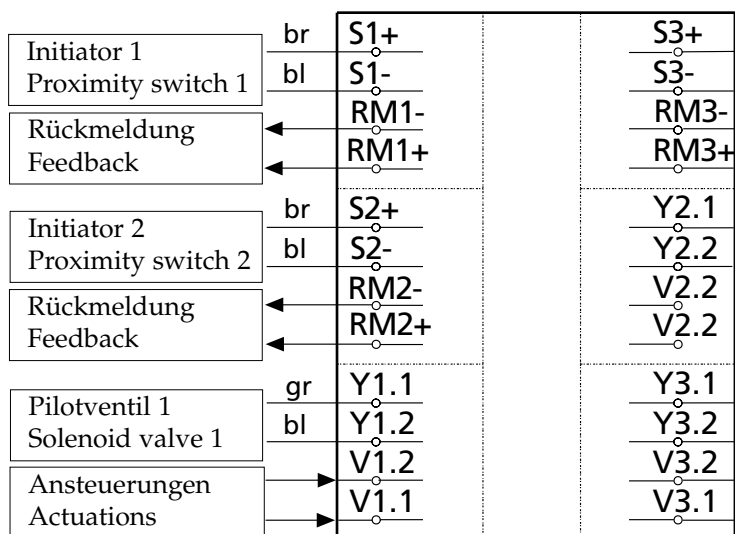 Initiator 1
Proximity switch 1
Rückmeldung
Feedback
Initiator 2
Proximity switch 2
Rückmeldung
Feedback
Pilotventil 1
Solenoid valve 1
Ansteuerungen
Actuations
br
bl
br
bl
gr
bl
S1+
S1-
RM1-
RM1+
S2+
S2-
RM2-
RM2+
Y1.1
Y1.2
V1.2
V1.1
S3+
S3-
RM3-
RM3+
Y2.1
Y2.2
V2.2
V2.2
Y3.1
Y3.2
V3.2
V3.1